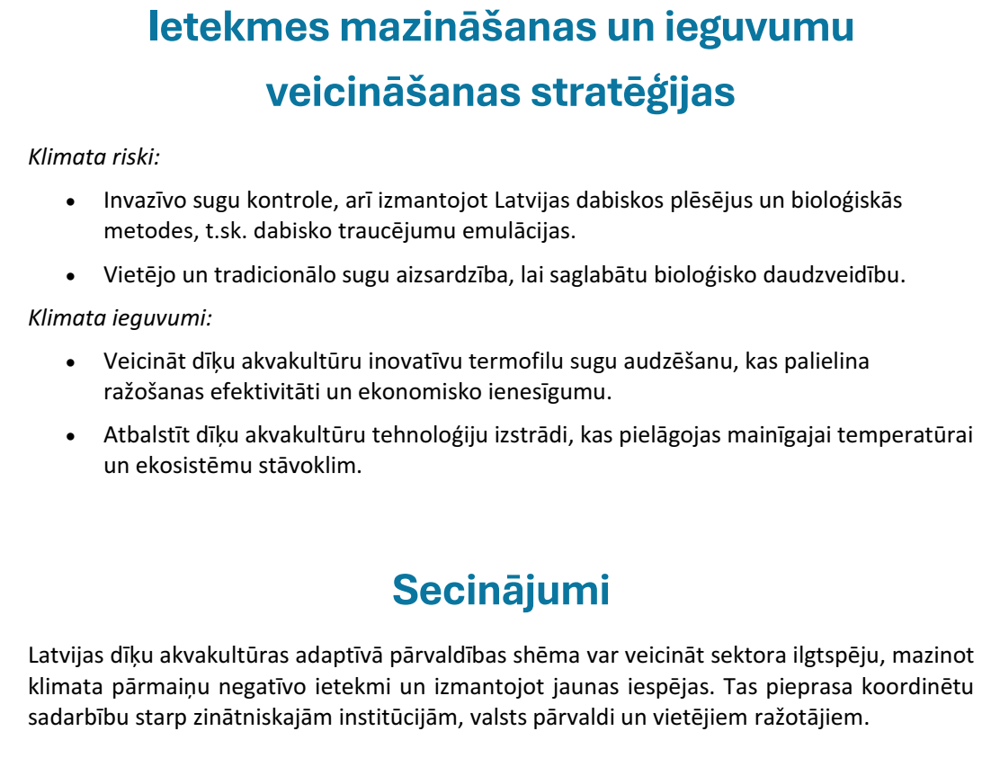 Ietekmes mazināšanas un ieguvumu
veicināšanas stratēģijas
Klimata riski:
• Invazīvo sugu kontrole, arī izmantojot Latvijas dabiskos plēsējus un bioloģiskās
metodes, t.sk. dabisko traucējumu emulācijas.
• Vietējo un tradicionālo sugu aizsardzība, lai saglabātu bioloģisko daudzveidību.
Klimata ieguvumi:
• Veicināt dīķu akvakultūru inovatīvu termofilu sugu audzēšanu, kas palielina
ražošanas efektivitāti un ekonomisko ienesīgumu.
• Atbalstīt dīķu akvakultūru tehnoloģiju izstrādi, kas pielāgojas mainīgajai temperatūrai
un ekosistēmu stāvoklim.
Secinājumi
Latvijas dīķu akvakultūras adaptīvā pārvaldības shēma var veicināt sektora ilgtspēju, mazinot
klimata pārmaiņu negatīvo ietekmi un izmantojot jaunas iespējas. Tas pieprasa koordinētu
sadarbību starp zinātniskajām institūcijām, valsts pārvaldi un vietējiem ražotājiem.